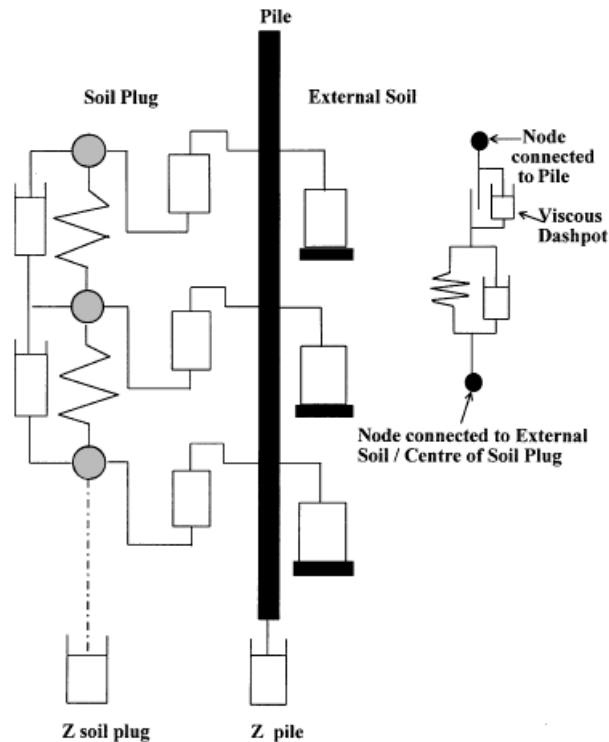 Pile
Soil Plug
External Soil
Node
connected
to Pile
Viscous
Dashpot
Node connected to External
Soil / Centre of Soil Plug
Z soil plug
Z pile